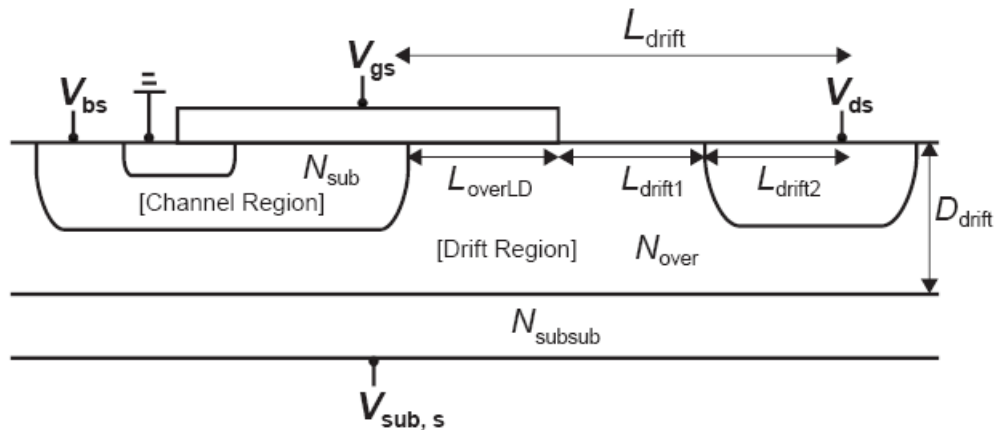 L_drift
V_gs
V_bs
V_ds
N_sub
L_overLD
L_drift1
L_drift2
[Channel Region]
D_drift
[Drift Region]
N_over
N_subsub
V_sub, s